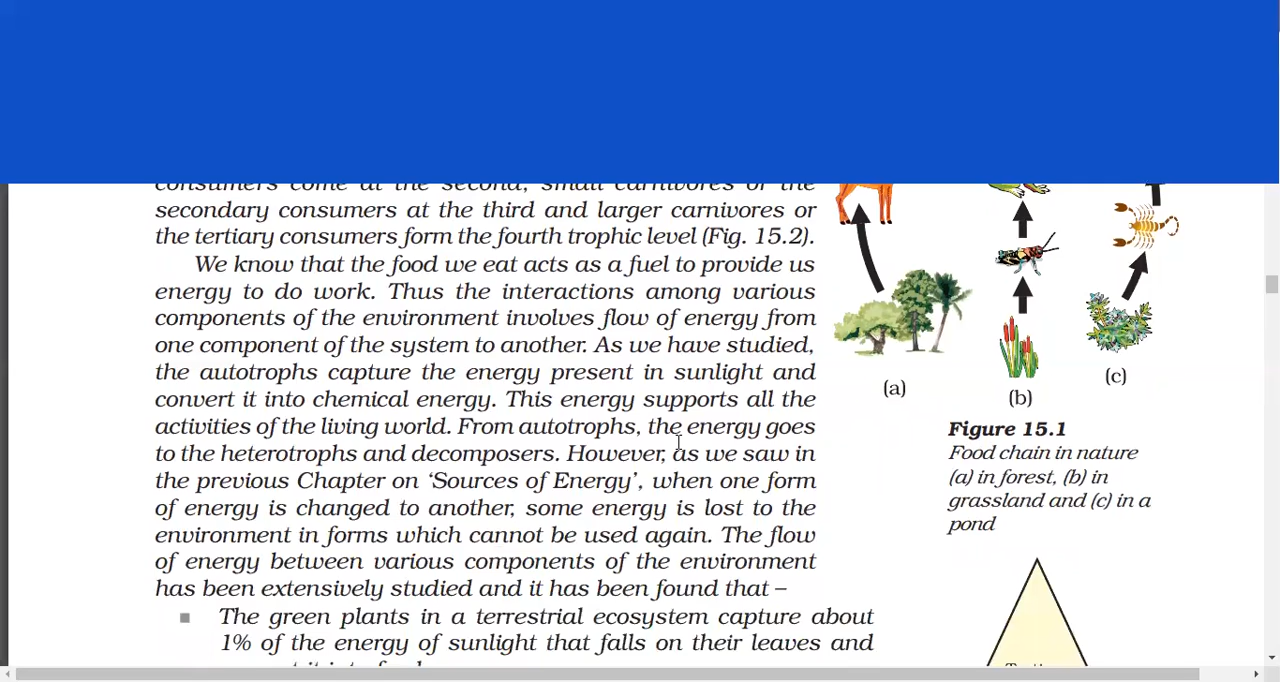 consumers come at the second, small carnivores or the
secondary consumers at the third and larger carnivores or
the tertiary consumers form the fourth trophic level (Fig. 15.2).
We know that the food we eat acts as a fuel to provide us
energy to do work. Thus the interactions among various
components of the environment involves flow of energy from
one component of the system to another. As we have studied,
the autotrophs capture the energy present in sunlight and
convert it into chemical energy. This energy supports all the
activities of the living world. From autotrophs, the energy goes
to the heterotrophs and decomposers. However, as we saw in
the previous Chapter on ‘Sources of Energy’, when one form
of energy is changed to another, some energy is lost to the
environment in forms which cannot be used again. The flow
of energy between various components of the environment
has been extensively studied and it has been found that –
■ The green plants in a terrestrial ecosystem capture about
1% of the energy of sunlight that falls on their leaves and
(a)
(b)
(c)
Figure 15.1
Food chain in nature
(a) in forest, (b) in
grassland and (c) in a
pond